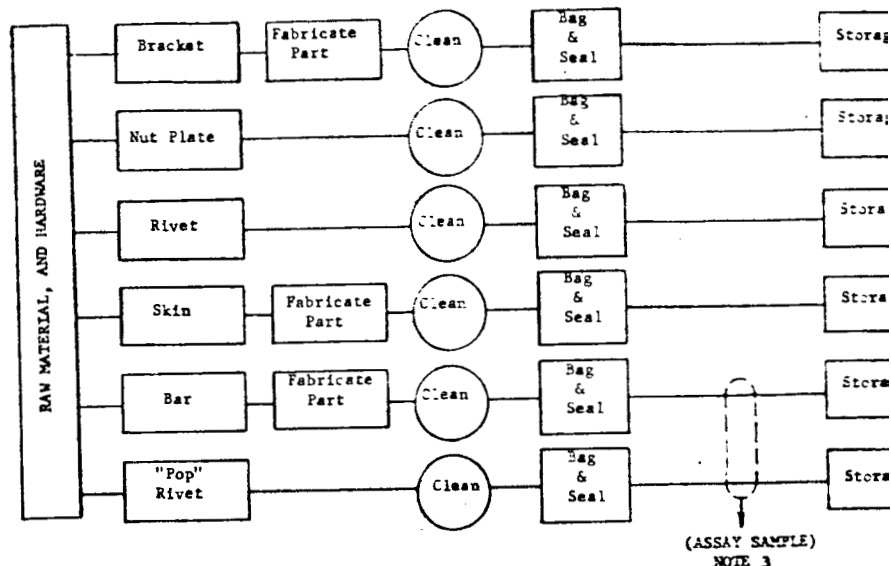 RAW MATERIAL, AND HARDWARE
Bracket
Fabricate
Part
Clean
Bag
&
Seal
Storag
Nut Plate
Clean
Bag
&
Seal
Storag
Rivet
Clean
Bag
&
Seal
Stora
Skin
Fabricate
Part
Clean
Bag
&
Seal
Stora
Bar
Fabricate
Part
Clean
Bag
&
Seal
Storag
"Pop"
Rivet
Clean
Bag
&
Seal
Stora
(ASSAY SAMPLE)
NOTE 3